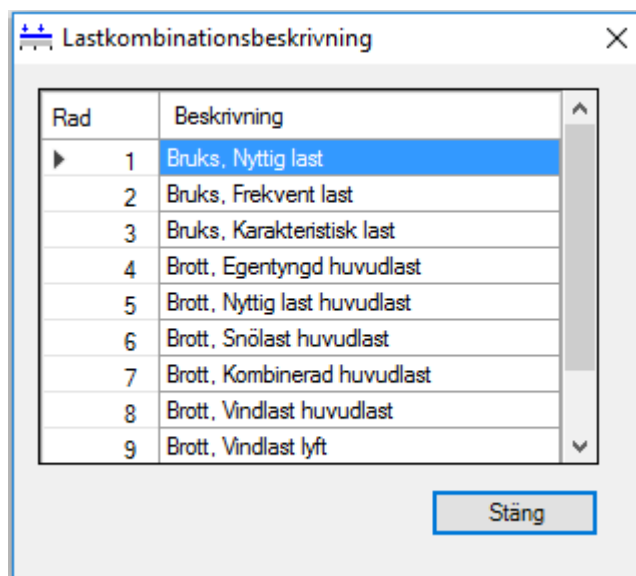 Lastkombinationsbeskrivning
Rad Beskrivning
1 Bruks, Nyttig last
2 Bruks, Frekvent last
3 Bruks, Karakteristisk last
4 Brott, Egentyngd huvudlast
5 Brott, Nyttig last huvudlast
6 Brott, Snölast huvudlast
7 Brott, Kombinerad huvudlast
8 Brott, Vindlast huvudlast
9 Brott, Vindlast lyft
Stäng